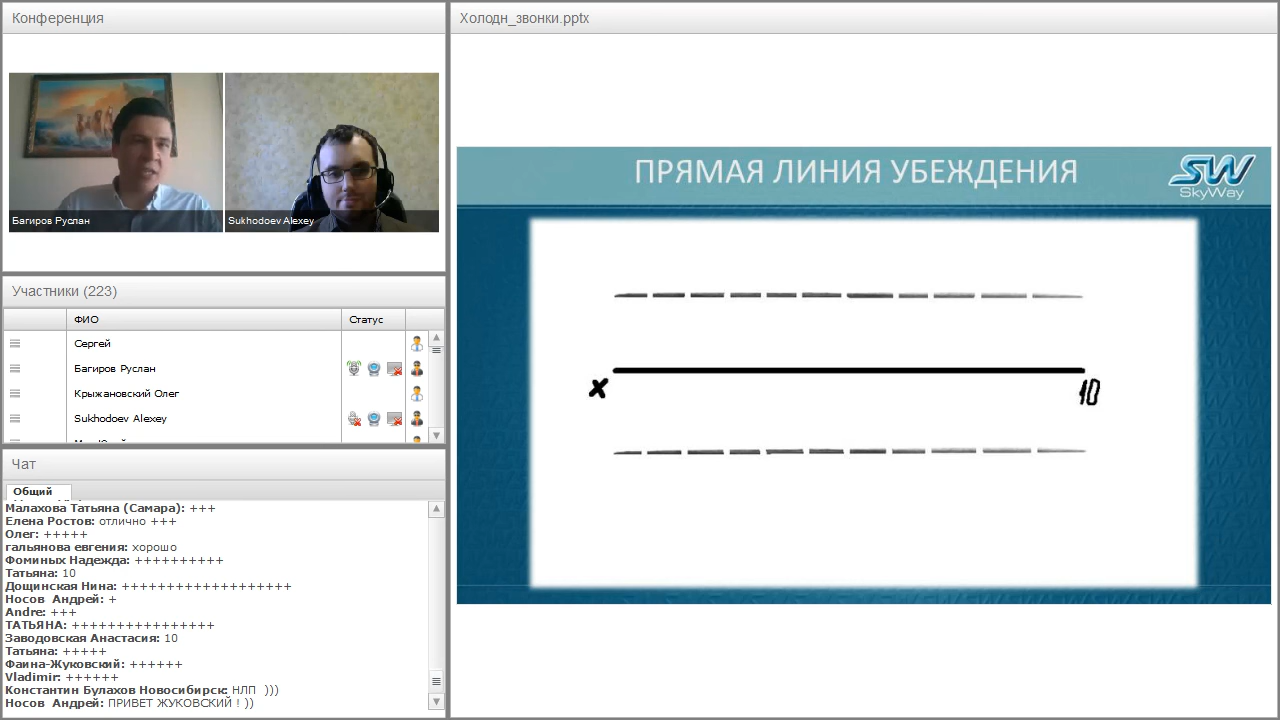 Конференция
Багиров Руслан
Sukhodoev Alexey
Участники (223)
ФИО
Статус
Сергей
Багиров Руслан
Крыжановский Олег
Sukhodoev Alexey
Чат
Общий
Малахова Татьяна (Самара): +++
Елена Ростов: отлично +++
Олег: +++++
гальянова евгения: хорошо
Фоминых Надежда: ++++++++++
Татьяна: 10
Дощинская Нина: +++++++++++++++++++
Носов  Андрей: +
Andre: +++
ТАТЬЯНА: ++++++++++++++++
Заводовская Анастасия: 10
Татьяна: +++++
Фаина-Жуковский: ++++++
Vladimir: ++++++
Константин Булахов Новосибирск: НЛП  )))
Носов  Андрей: ПРИВЕТ ЖУКОВСКИЙ ! ))
Холодн_звонки.pptx
ПРЯМАЯ ЛИНИЯ УБЕЖДЕНИЯ
SW
SkyWay
x
10